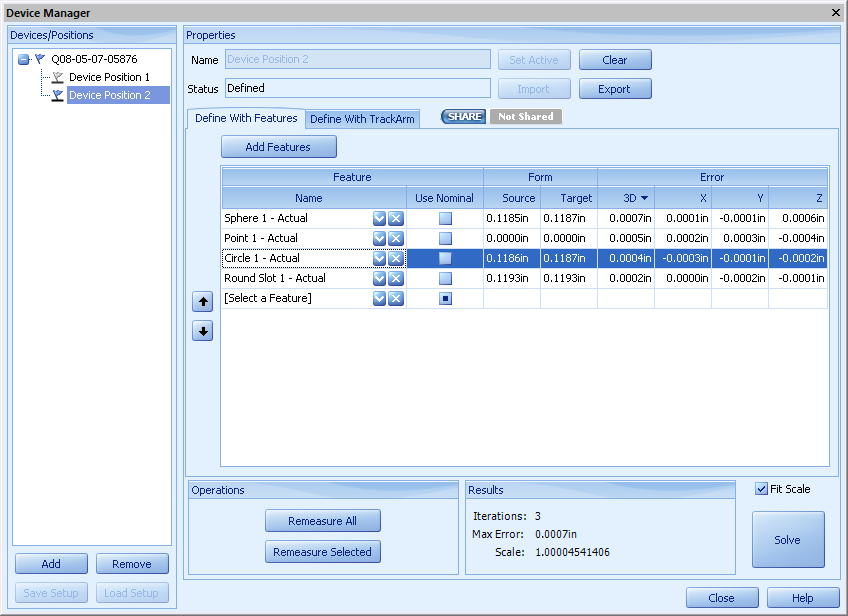 Device Manager
Devices/Positions
Q08-05-07-05876
Device Position 1
Device Position 2
Add Remove
Save Setup Load Setup
Properties
Name Device Position 2 Set Active Clear
Status Defined Import Export
Define With Features Define With TrackArm SHARE Not Shared
Add Features
Feature Form Error
Name Use Nominal Source Target 3D X Y Z
Sphere 1 - Actual 0.1185in 0.1187in 0.0007in 0.0001in -0.0001in 0.0006in
Point 1 - Actual 0.0000in 0.0000in 0.0005in 0.0002in 0.0003in -0.0004in
Circle 1 - Actual 0.1186in 0.1187in 0.0004in -0.0003in -0.0001in -0.0002in
Round Slot 1 - Actual 0.1193in 0.1193in 0.0002in 0.0000in -0.0002in -0.0001in
[Select a Feature]
Operations
Remeasure All
Remeasure Selected
Results
Iterations: 3
Max Error: 0.0007in
Scale: 1.00004541406
Fit Scale
Solve
Close Help